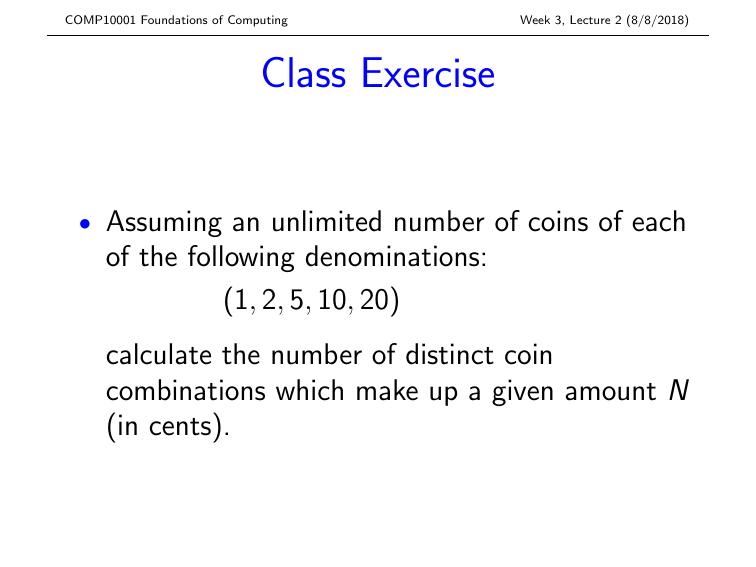 COMP10001 Foundations of Computing
Week 3, Lecture 2 (8/8/2018)
Class Exercise
• Assuming an unlimited number of coins of each
of the following denominations:
(1, 2, 5, 10, 20)
calculate the number of distinct coin
combinations which make up a given amount N
(in cents).